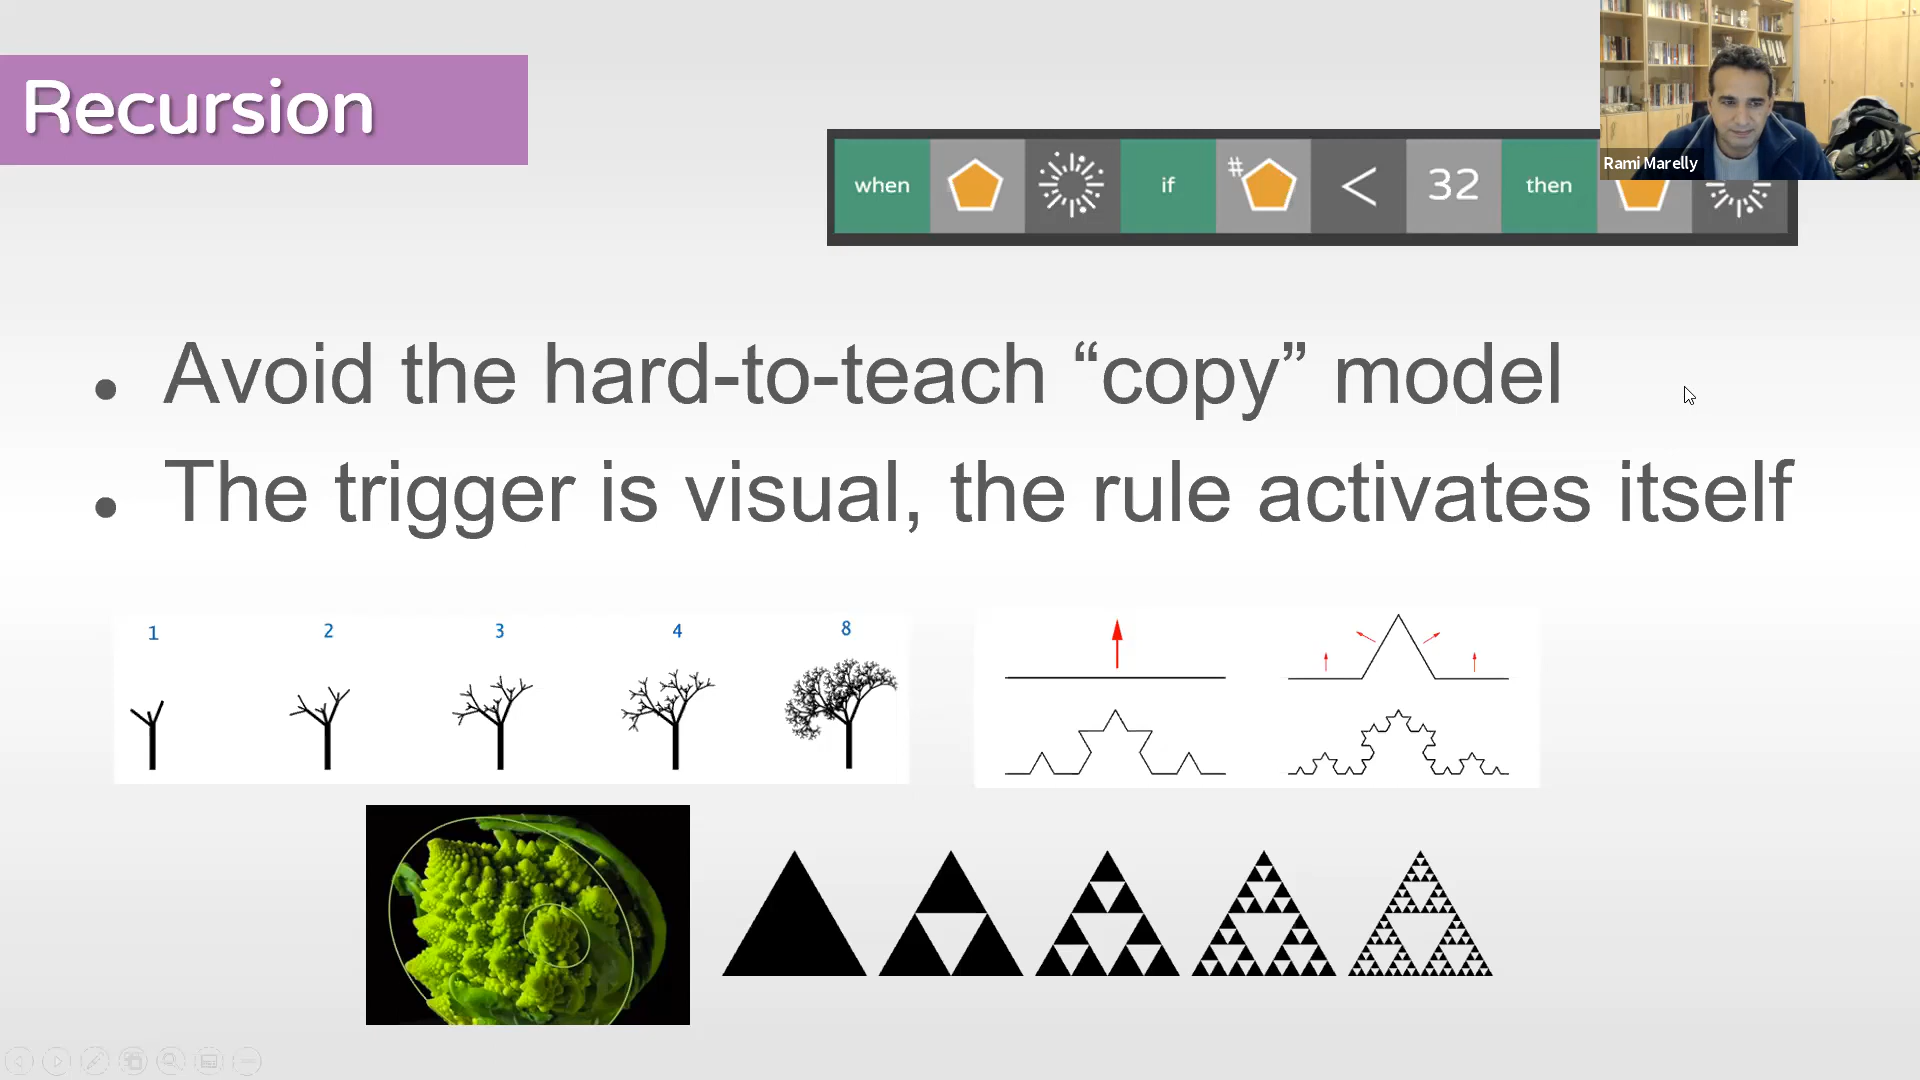 Recursion
when if # < 32 then
Rami Marelly
• Avoid the hard-to-teach “copy” model
• The trigger is visual, the rule activates itself
1 2 3 4 8